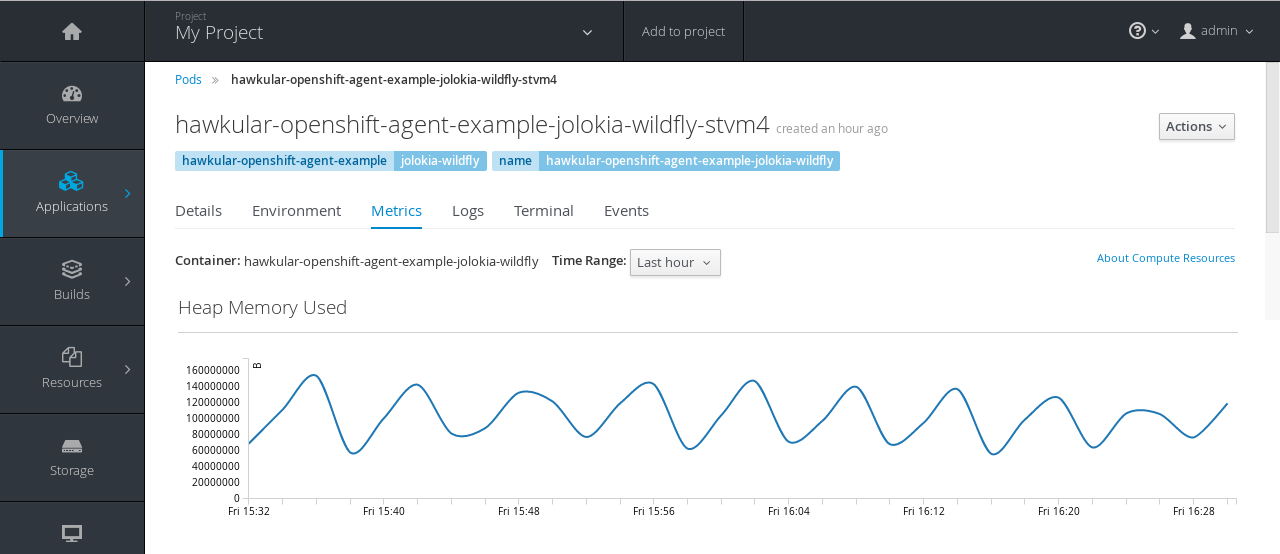 Project
My Project
Add to project
admin
Overview
Applications
Builds
Resources
Storage
Pods » hawkular-openshift-agent-example-jolokia-wildfly-stvm4
hawkular-openshift-agent-example-jolokia-wildfly-stvm4 created an hour ago
Actions
hawkular-openshift-agent-example jolokia-wildfly name hawkular-openshift-agent-example-jolokia-wildfly
Details Environment Metrics Logs Terminal Events
Container: hawkular-openshift-agent-example-jolokia-wildfly Time Range: Last hour
About Compute Resources
Heap Memory Used
B
160000000
140000000
120000000
100000000
80000000
60000000
40000000
20000000
0
Fri 15:32 Fri 15:40 Fri 15:48 Fri 15:56 Fri 16:04 Fri 16:12 Fri 16:20 Fri 16:28